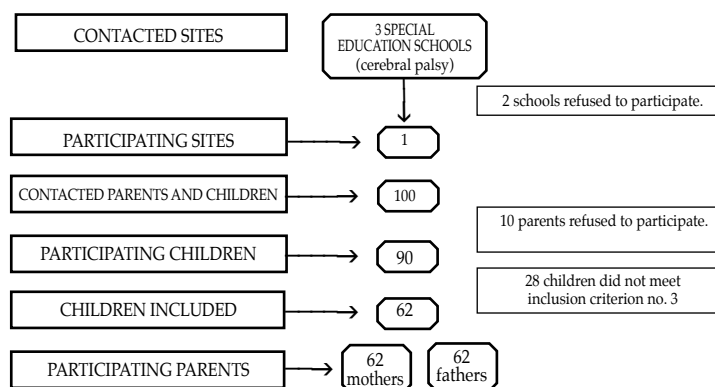 CONTACTED SITES
3 SPECIAL
EDUCATION SCHOOLS
(cerebral palsy)
2 schools refused to participate.
PARTICIPATING SITES
1
CONTACTED PARENTS AND CHILDREN
100
10 parents refused to participate.
PARTICIPATING CHILDREN
90
28 children did not meet
inclusion criterion no. 3
CHILDREN INCLUDED
62
PARTICIPATING PARENTS
62
mothers
62
fathers